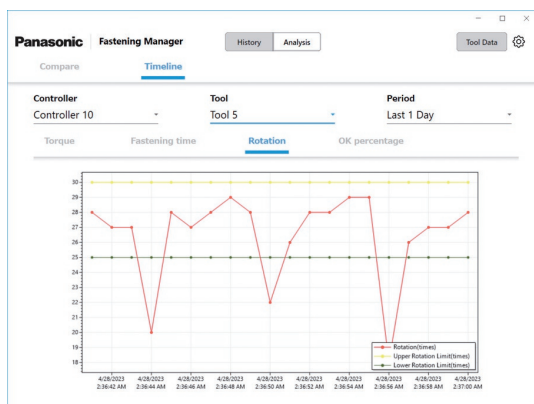 Panasonic Fastening Manager History Analysis Tool Data
Compare Timeline
Controller Tool Period
Controller 10 Tool 5 Last 1 Day
Torque Fastening time Rotation OK percentage
30
29
28
27
26
25
24
23
22
21
20
19
18
Rotation(times)
Upper Rotation Limit(times)
Lower Rotation Limit(times)
4/28/2023 4/28/2023 4/28/2023 4/28/2023 4/28/2023 4/28/2023 4/28/2023 4/28/2023 4/28/2023 4/28/2023
2:36:42 AM 2:36:44 AM 2:36:46 AM 2:36:48 AM 2:36:50 AM 2:36:52 AM 2:36:54 AM 2:36:56 AM 2:36:58 AM 2:37:00 AM